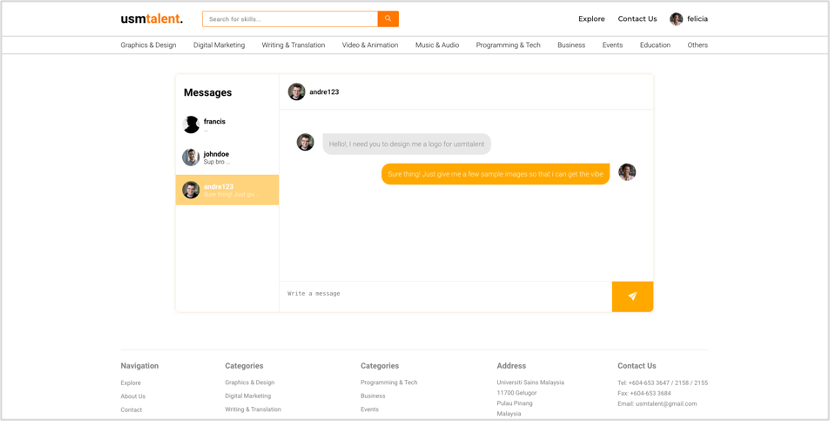 usmtalent.
Search for skills...
Explore
Contact Us
felicia
Graphics & Design
Digital Marketing
Writing & Translation
Video & Animation
Music & Audio
Programming & Tech
Business
Events
Education
Others
Messages
francis
...
johndoe
Sup bro ...
andre123
Sure thing! Just giv...
andre123
Hello!, I need you to design me a logo for usmtalent
Sure thing! Just give me a few sample images so that i can get the vibe
Write a message
Navigation
Explore
About Us
Contact
Categories
Graphics & Design
Digital Marketing
Writing & Translation
Categories
Programming & Tech
Business
Events
Address
Universiti Sains Malaysia
11700 Gelugor
Pulau Pinang
Malaysia
Contact Us
Tel: +604-653 3647 / 2158 / 2155
Fax: +604-653 3684
Email: usmtalent@gmail.com